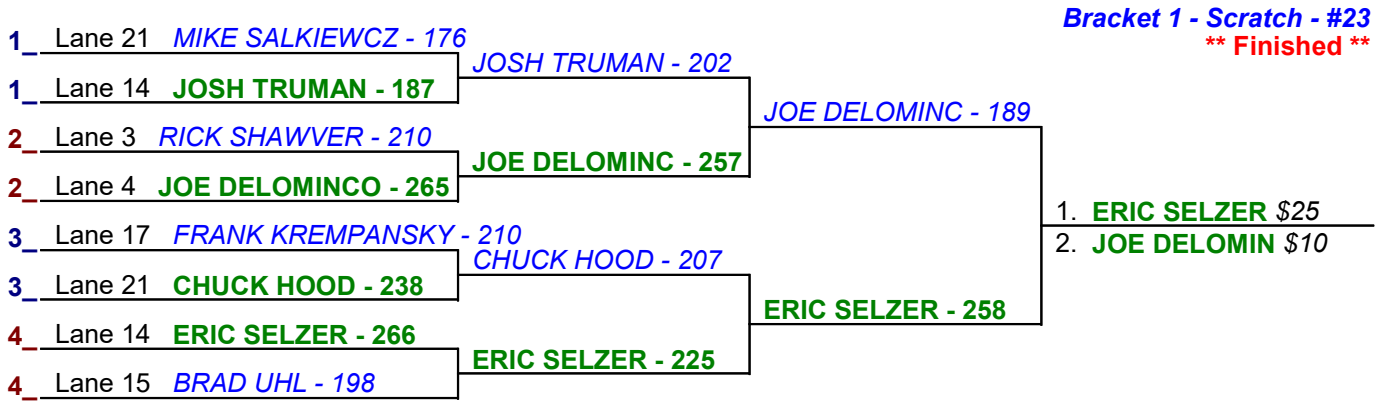 Bracket 1 - Scratch - #23
** Finished **
1_ Lane 21 MIKE SALKIEWCZ - 176
JOSH TRUMAN - 202
1_ Lane 14 JOSH TRUMAN - 187
JOE DELOMINC - 189
2_ Lane 3 RICK SHAWVER - 210
JOE DELOMINC - 257
2_ Lane 4 JOE DELOMINCO - 265
1. ERIC SELZER $25
2. JOE DELOMIN $10
3_ Lane 17 FRANK KREMPANSKY - 210
CHUCK HOOD - 207
3_ Lane 21 CHUCK HOOD - 238
ERIC SELZER - 258
4_ Lane 14 ERIC SELZER - 266
ERIC SELZER - 225
4_ Lane 15 BRAD UHL - 198